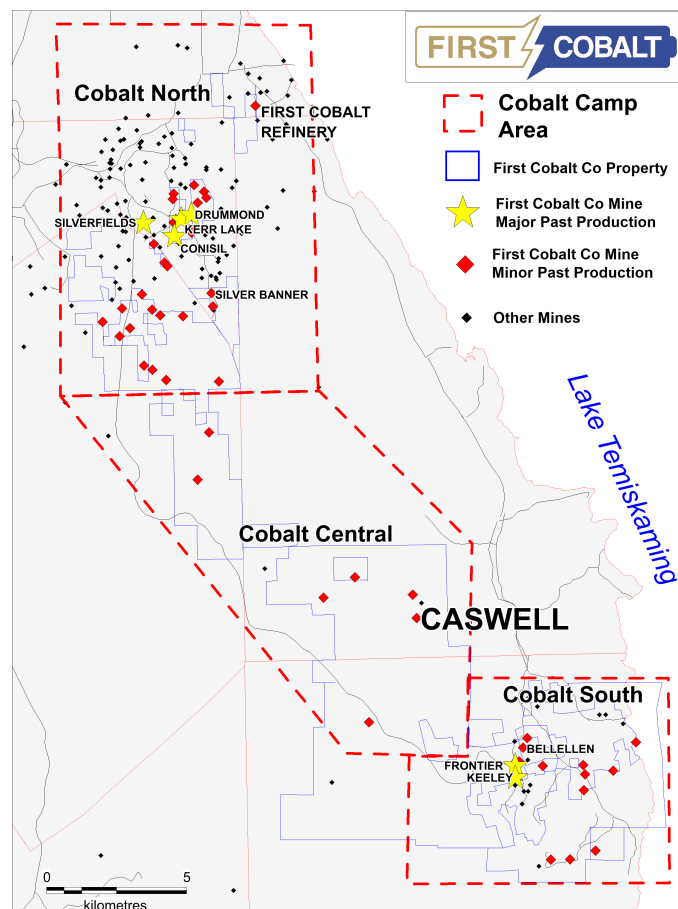 FIRST COBALT
Cobalt North
FIRST COBALT
REFINERY
Cobalt Camp
Area
First Cobalt Co Property
First Cobalt Co Mine
Major Past Production
First Cobalt Co Mine
Minor Past Production
Other Mines
SILVERFIELDS
DRUMMOND
KERR LAKE
CONISIL
SILVER BANNER
Lake Temiskaming
Cobalt Central
CASWELL
Cobalt South
BELLELLEN
FRONTIER
KEELEY
0 5
kilometres